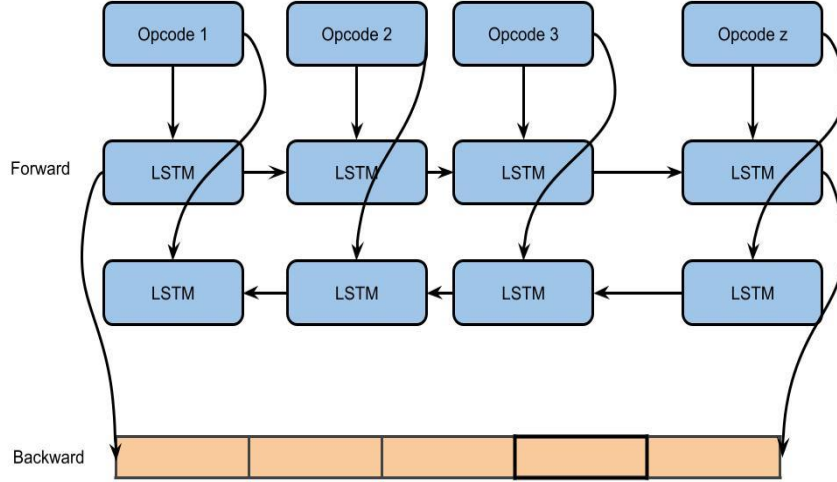 Opcode 1 Opcode 2 Opcode 3 Opcode z
Forward LSTM LSTM LSTM LSTM
LSTM LSTM LSTM LSTM
Backward